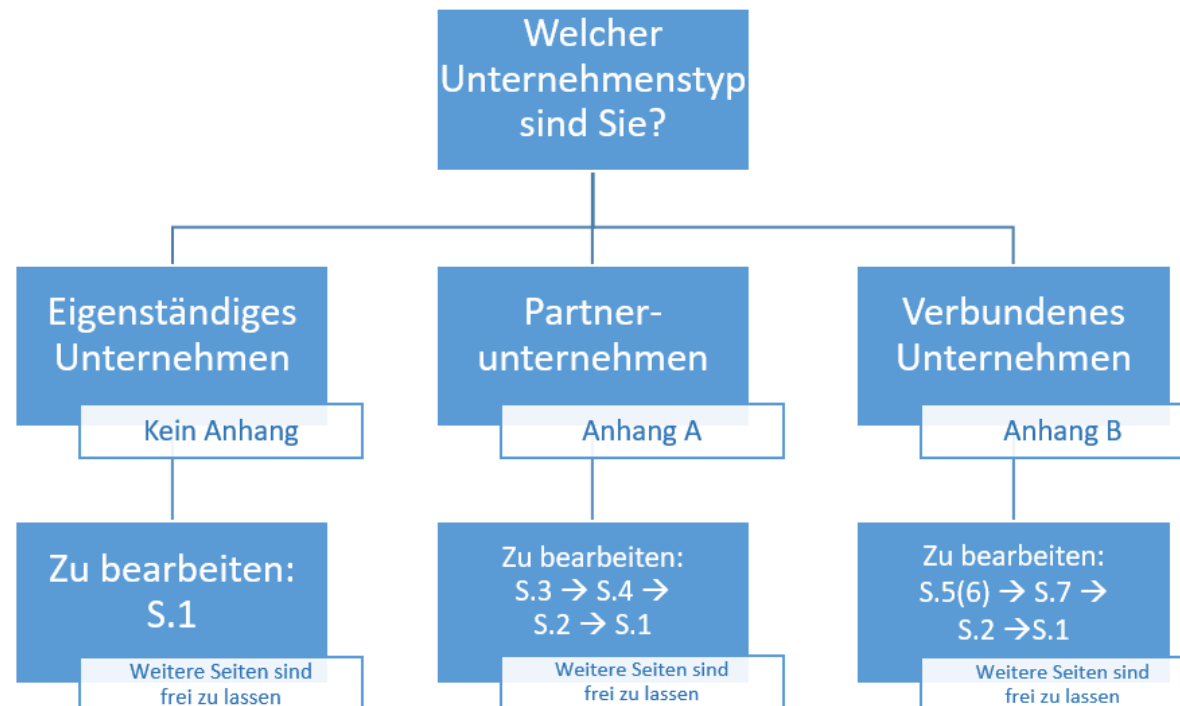 Welcher
Unternehmenstyp
sind Sie?
Eigenständiges
Unternehmen
Kein Anhang
Partner-
unternehmen
Anhang A
Verbundenes
Unternehmen
Anhang B
Zu bearbeiten:
S.1
Weitere Seiten sind
frei zu lassen
Zu bearbeiten:
S.3 → S.4 →
S.2 → S.1
Weitere Seiten sind
frei zu lassen
Zu bearbeiten:
S.5(6) → S.7 →
S.2 →S.1
Weitere Seiten sind
frei zu lassen